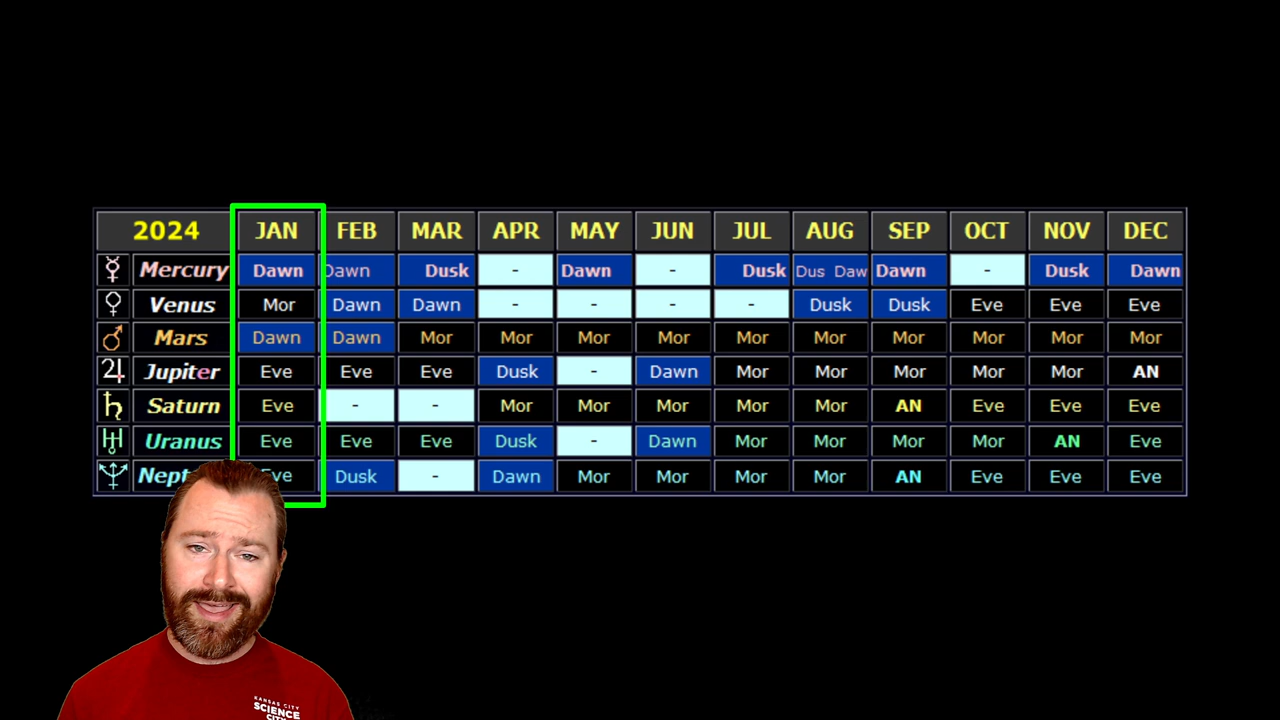 2024 JAN FEB MAR APR MAY JUN JUL AUG SEP OCT NOV DEC
☿ Mercury Dawn Dawn Dusk - Dawn - Dusk Dus Daw Dawn - Dusk Dawn
♀ Venus Mor Dawn Dawn - - - - Dusk Dusk Eve Eve Eve
♂ Mars Dawn Dawn Mor Mor Mor Mor Mor Mor Mor Mor Mor Mor
♃ Jupiter Eve Eve Eve Dusk - Dawn Mor Mor Mor Mor Mor AN
♄ Saturn Eve - - Mor Mor Mor Mor Mor AN Eve Eve Eve
♅ Uranus Eve Eve Eve Dusk - Dawn Mor Mor Mor Mor AN Eve
♆ Nept Eve Dusk - Dawn Mor Mor Mor Mor AN Eve Eve Eve
KANSAS CITY
SCIENCE
CITY